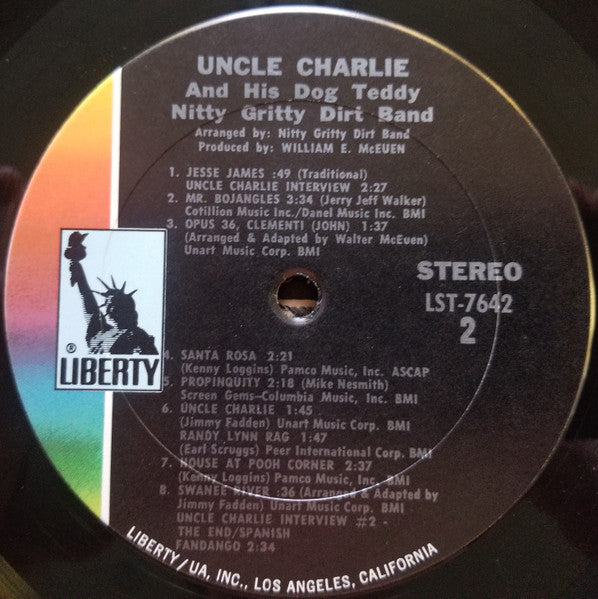 UNCLE CHARLIE
And His Dog Teddy
Nitty Gritty Dirt Band
Arranged by: Nitty Gritty Dirt Band
Produced by: WILLIAM E. McEUEN
1. JESSE JAMES :49 (Traditional)
UNCLE CHARLIE INTERVIEW 2:27
2. MR. BOJANGLES 3:34 (Jerry Jeff Walker)
Cotillion Music Inc./Danel Music Inc. BMI
3. OPUS 36, CLEMENTI (JOHN) 1:37
(Arranged & Adapted by Walter McEuen)
Unart Music Corp. BMI
STEREO
LST-7642
2
®
LIBERTY
4. SANTA ROSA 2:21
(Kenny Loggins) Pamco Music, Inc. ASCAP
5. PROPINQUITY 2:18 (Mike Nesmith)
Screen Gems-Columbia Music, Inc. BMI
6. UNCLE CHARLIE 1:45
(Jimmy Fadden) Unart Music Corp. BMI
RANDY LYNN RAG 1:47
(Earl Scruggs) Peer International Corp. BMI
7. HOUSE AT POOH CORNER 2:37
(Kenny Loggins) Pamco Music, Inc. ASCAP
8. SWANEE RIVER :36 (Arranged & Adapted by
Jimmy Fadden) Unart Music Corp. BMI
UNCLE CHARLIE INTERVIEW #2 -
THE END/SPANISH
FANDANGO 2:34
LIBERTY/UA, INC., LOS ANGELES, CALIFORNIA